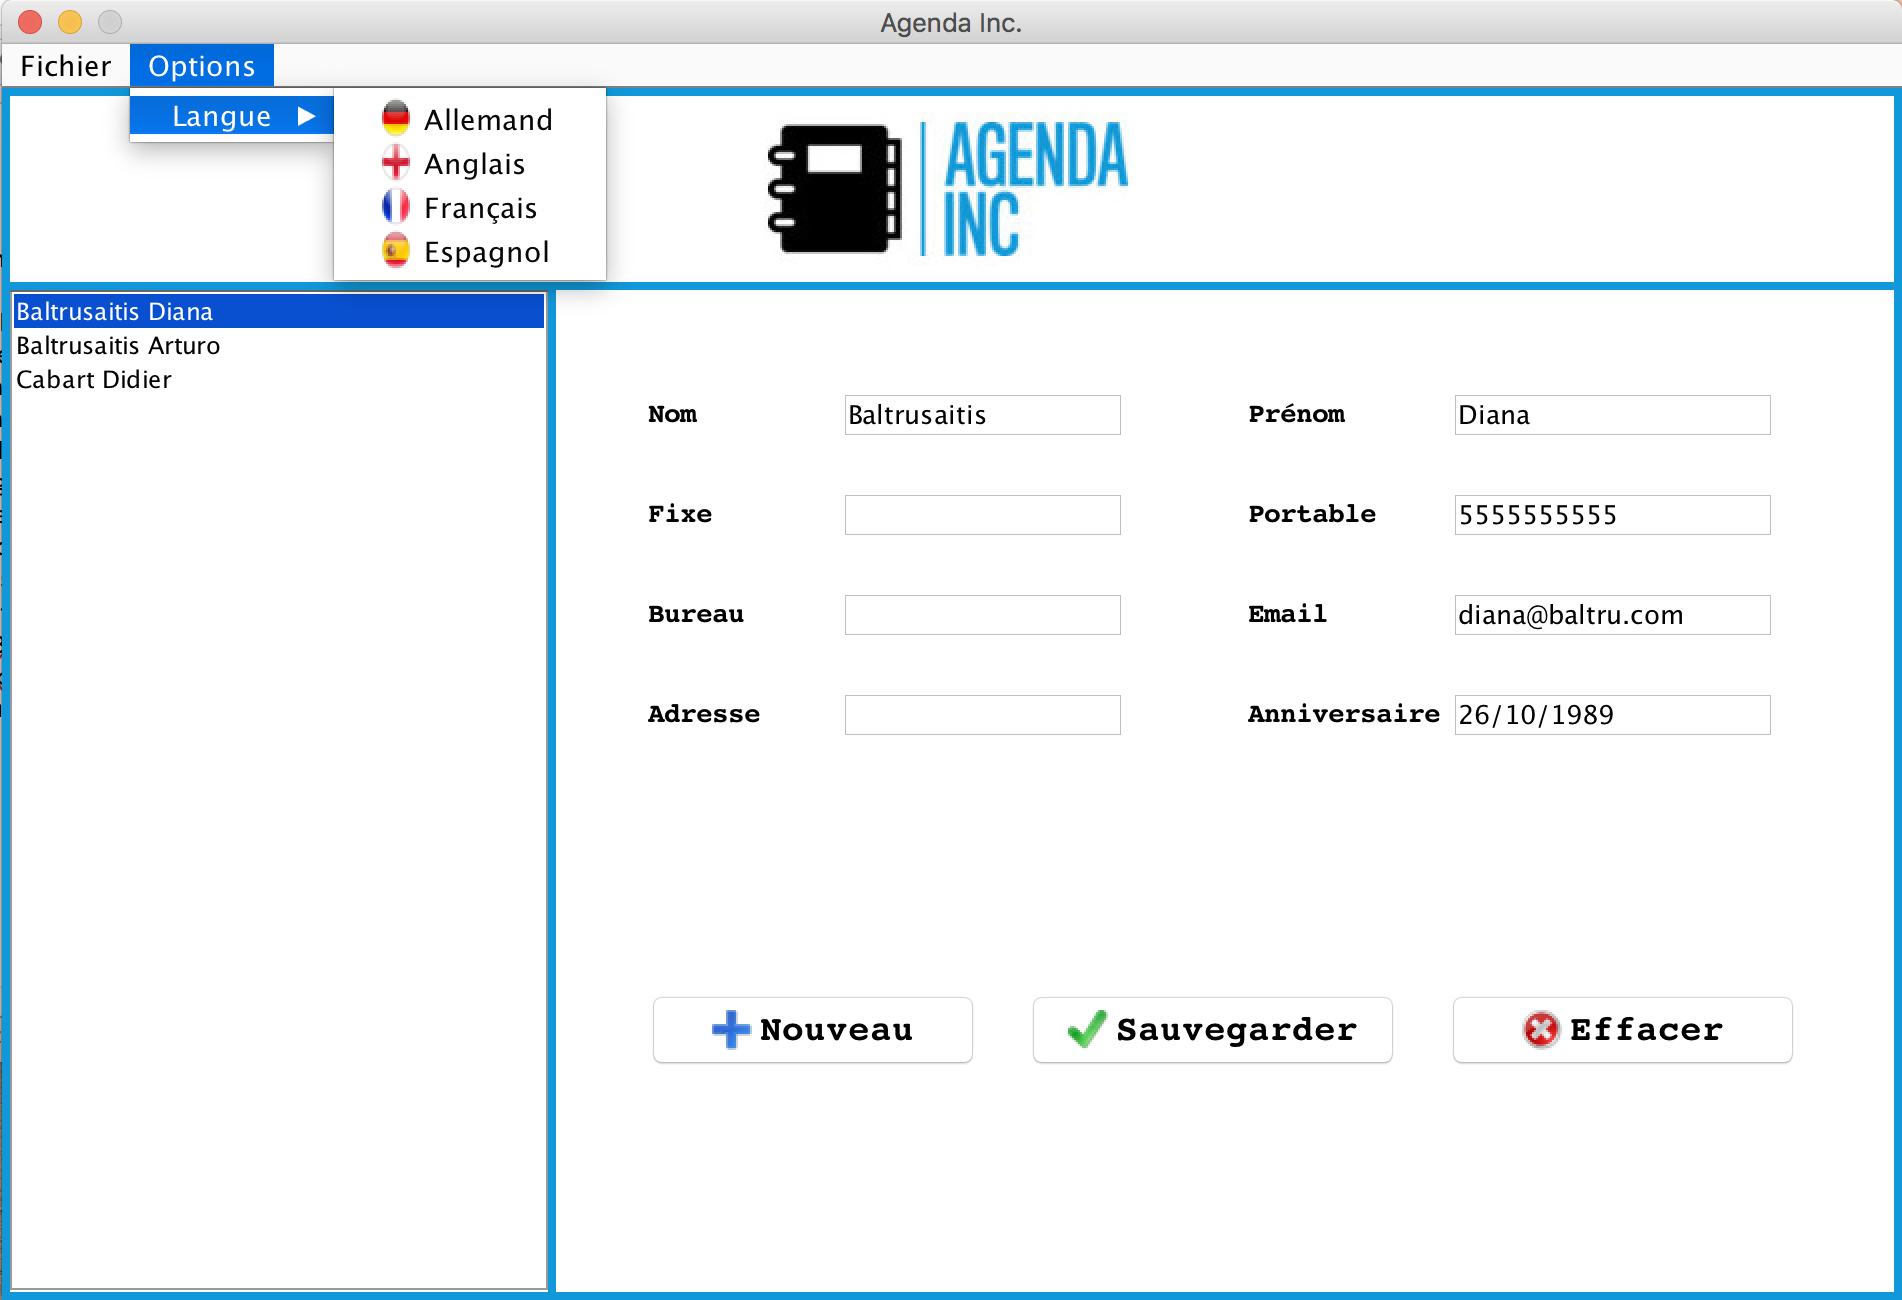 Agenda Inc.
Fichier Options
Langue
Allemand
Anglais
Français
Espagnol
AGENDA
INC
Baltrusaitis Diana
Baltrusaitis Arturo
Cabart Didier
Nom Baltrusaitis Prénom Diana
Fixe Portable 5555555555
Bureau Email diana@baltru.com
Adresse Anniversaire 26/10/1989
Nouveau Sauvegarder Effacer